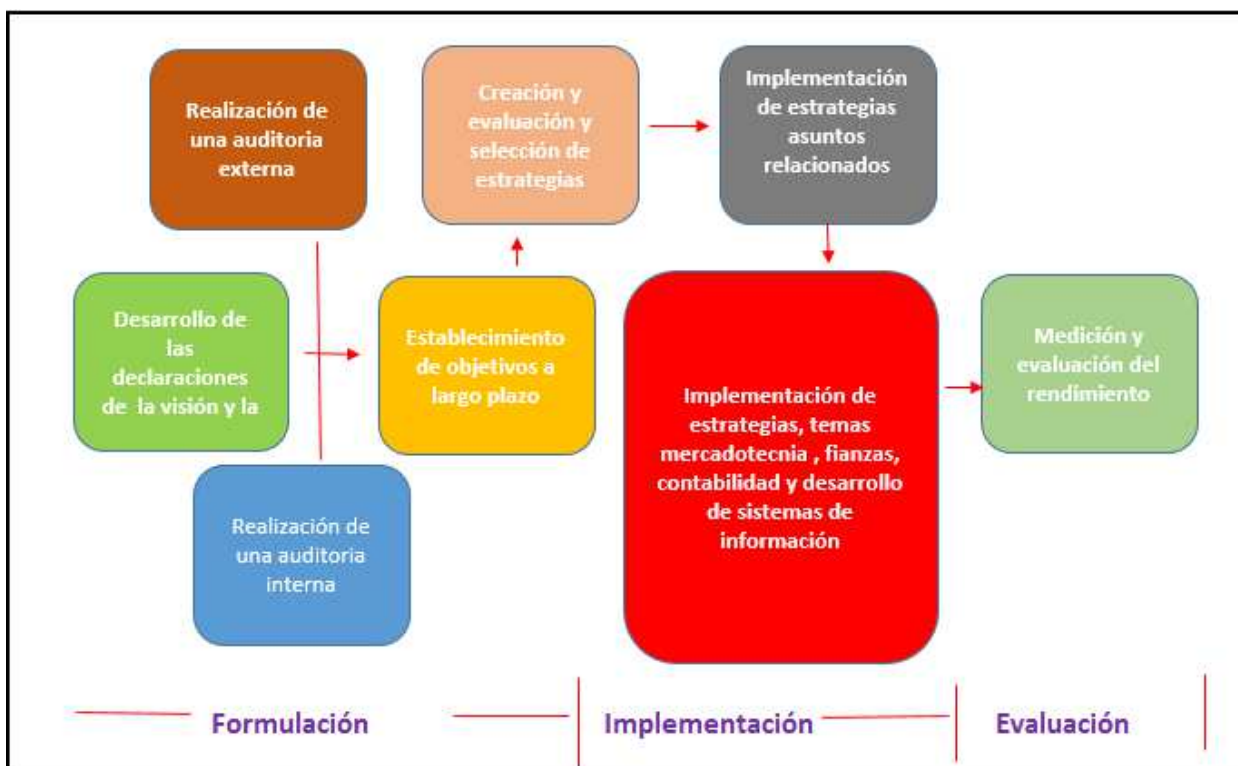 Realización de
una auditoria
externa
Creación y
evaluación y
selección de
estrategias
Implementación
de estrategias
asuntos
relacionados
Desarrollo de
las
declaraciones
de la visión y la
Establecimiento
de objetivos a
largo plazo
Realización de
una auditoria
interna
Implementación de
estrategias, temas
mercadotecnia , fianzas,
contabilidad y desarrollo
de sistemas de
información
Medición y
evaluación del
rendimiento
Formulación
Implementación
Evaluación